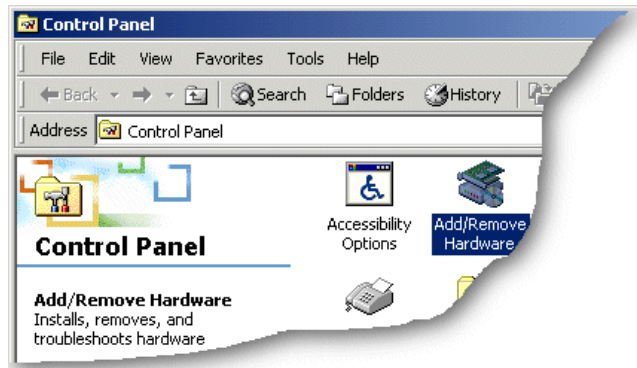 Control Panel
File Edit View Favorites Tools Help
Back Search Folders History
Address Control Panel
Accessibility Options
Add/Remove Hardware
Control Panel
Add/Remove Hardware
Installs, removes, and
troubleshoots hardware